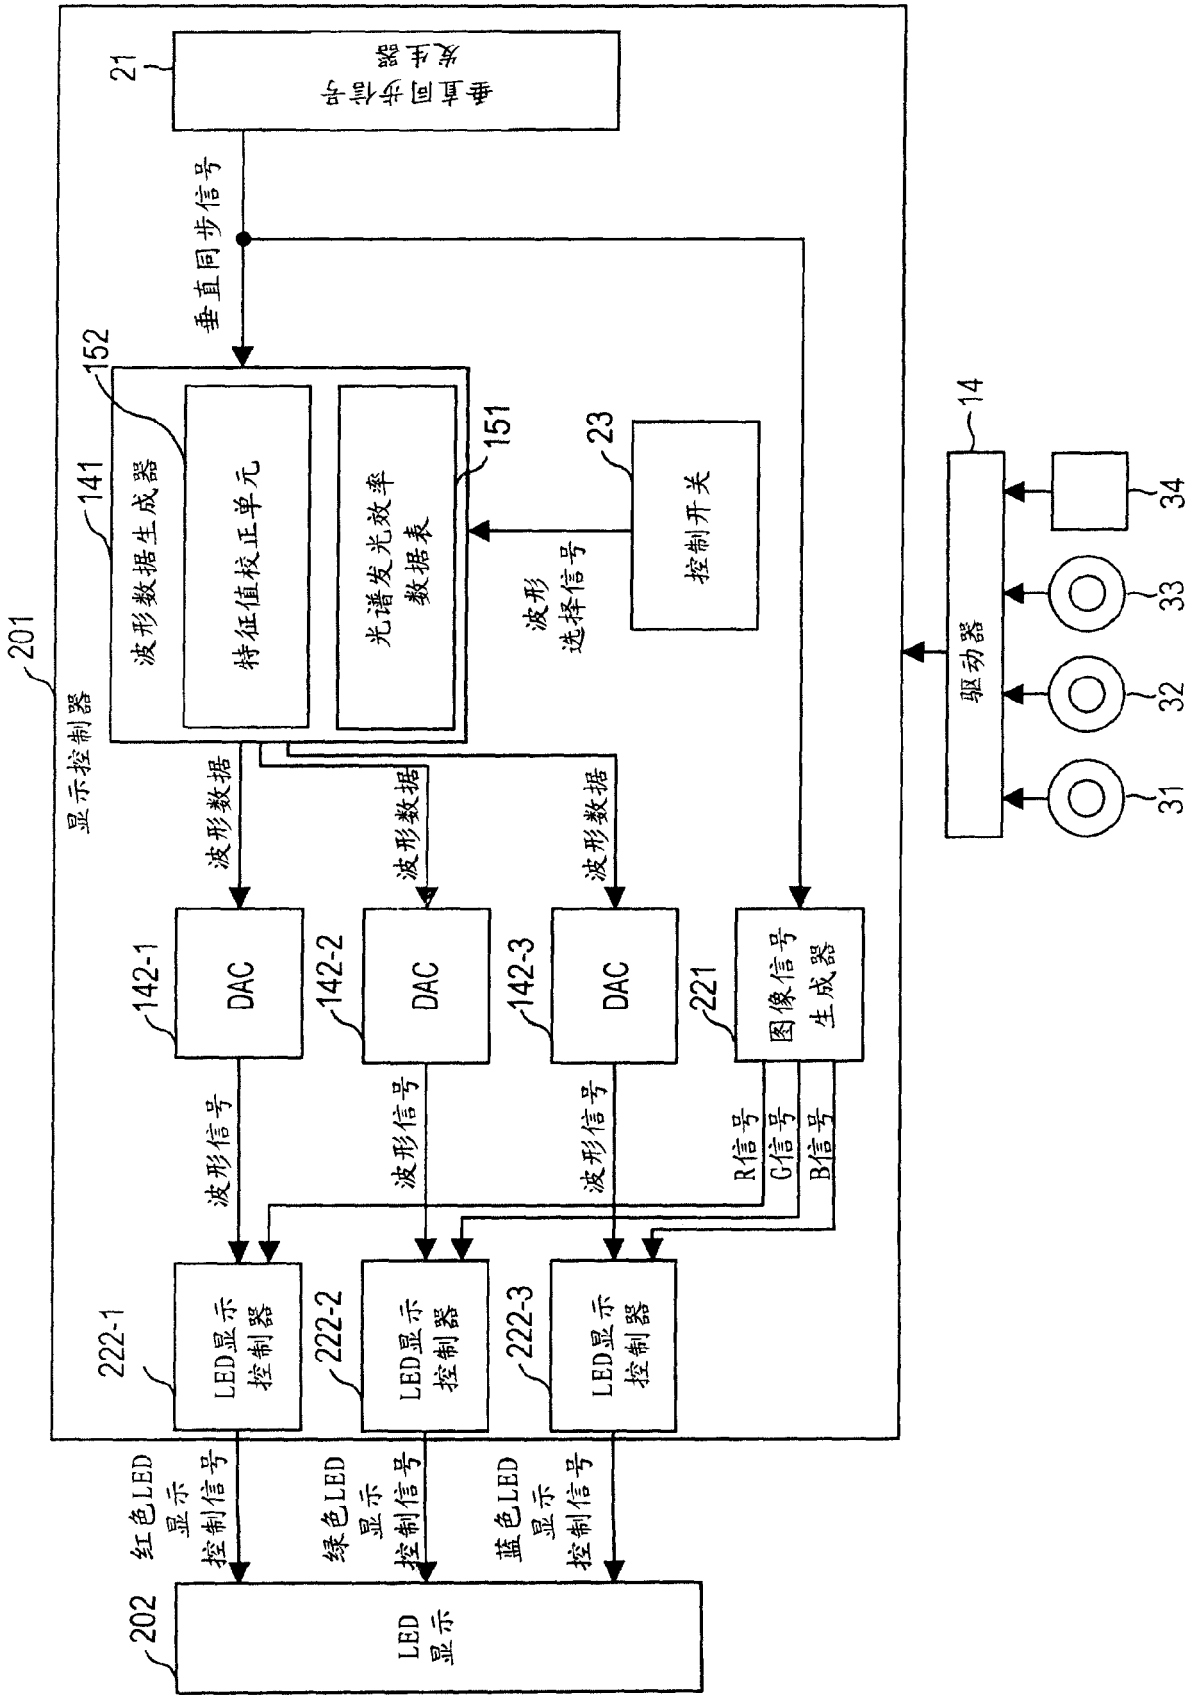 201
显示控制器
21
垂直同步信号
发生器
垂直同步信号
141
波形数据生成器
152
特征值校正单元
151
光谱发光效率
数据表
23
控制开关
波形
选择信号
波形数据
波形数据
波形数据
142-1
DAC
142-2
DAC
142-3
DAC
221
图像信号
生成器
波形信号
波形信号
波形信号
R信号
G信号
B信号
222-1
LED显示
控制器
222-2
LED显示
控制器
222-3
LED显示
控制器
红色LED
显示
控制信号
绿色LED
显示
控制信号
蓝色LED
显示
控制信号
202
LED
显示
14
驱动器
31
32
33
34